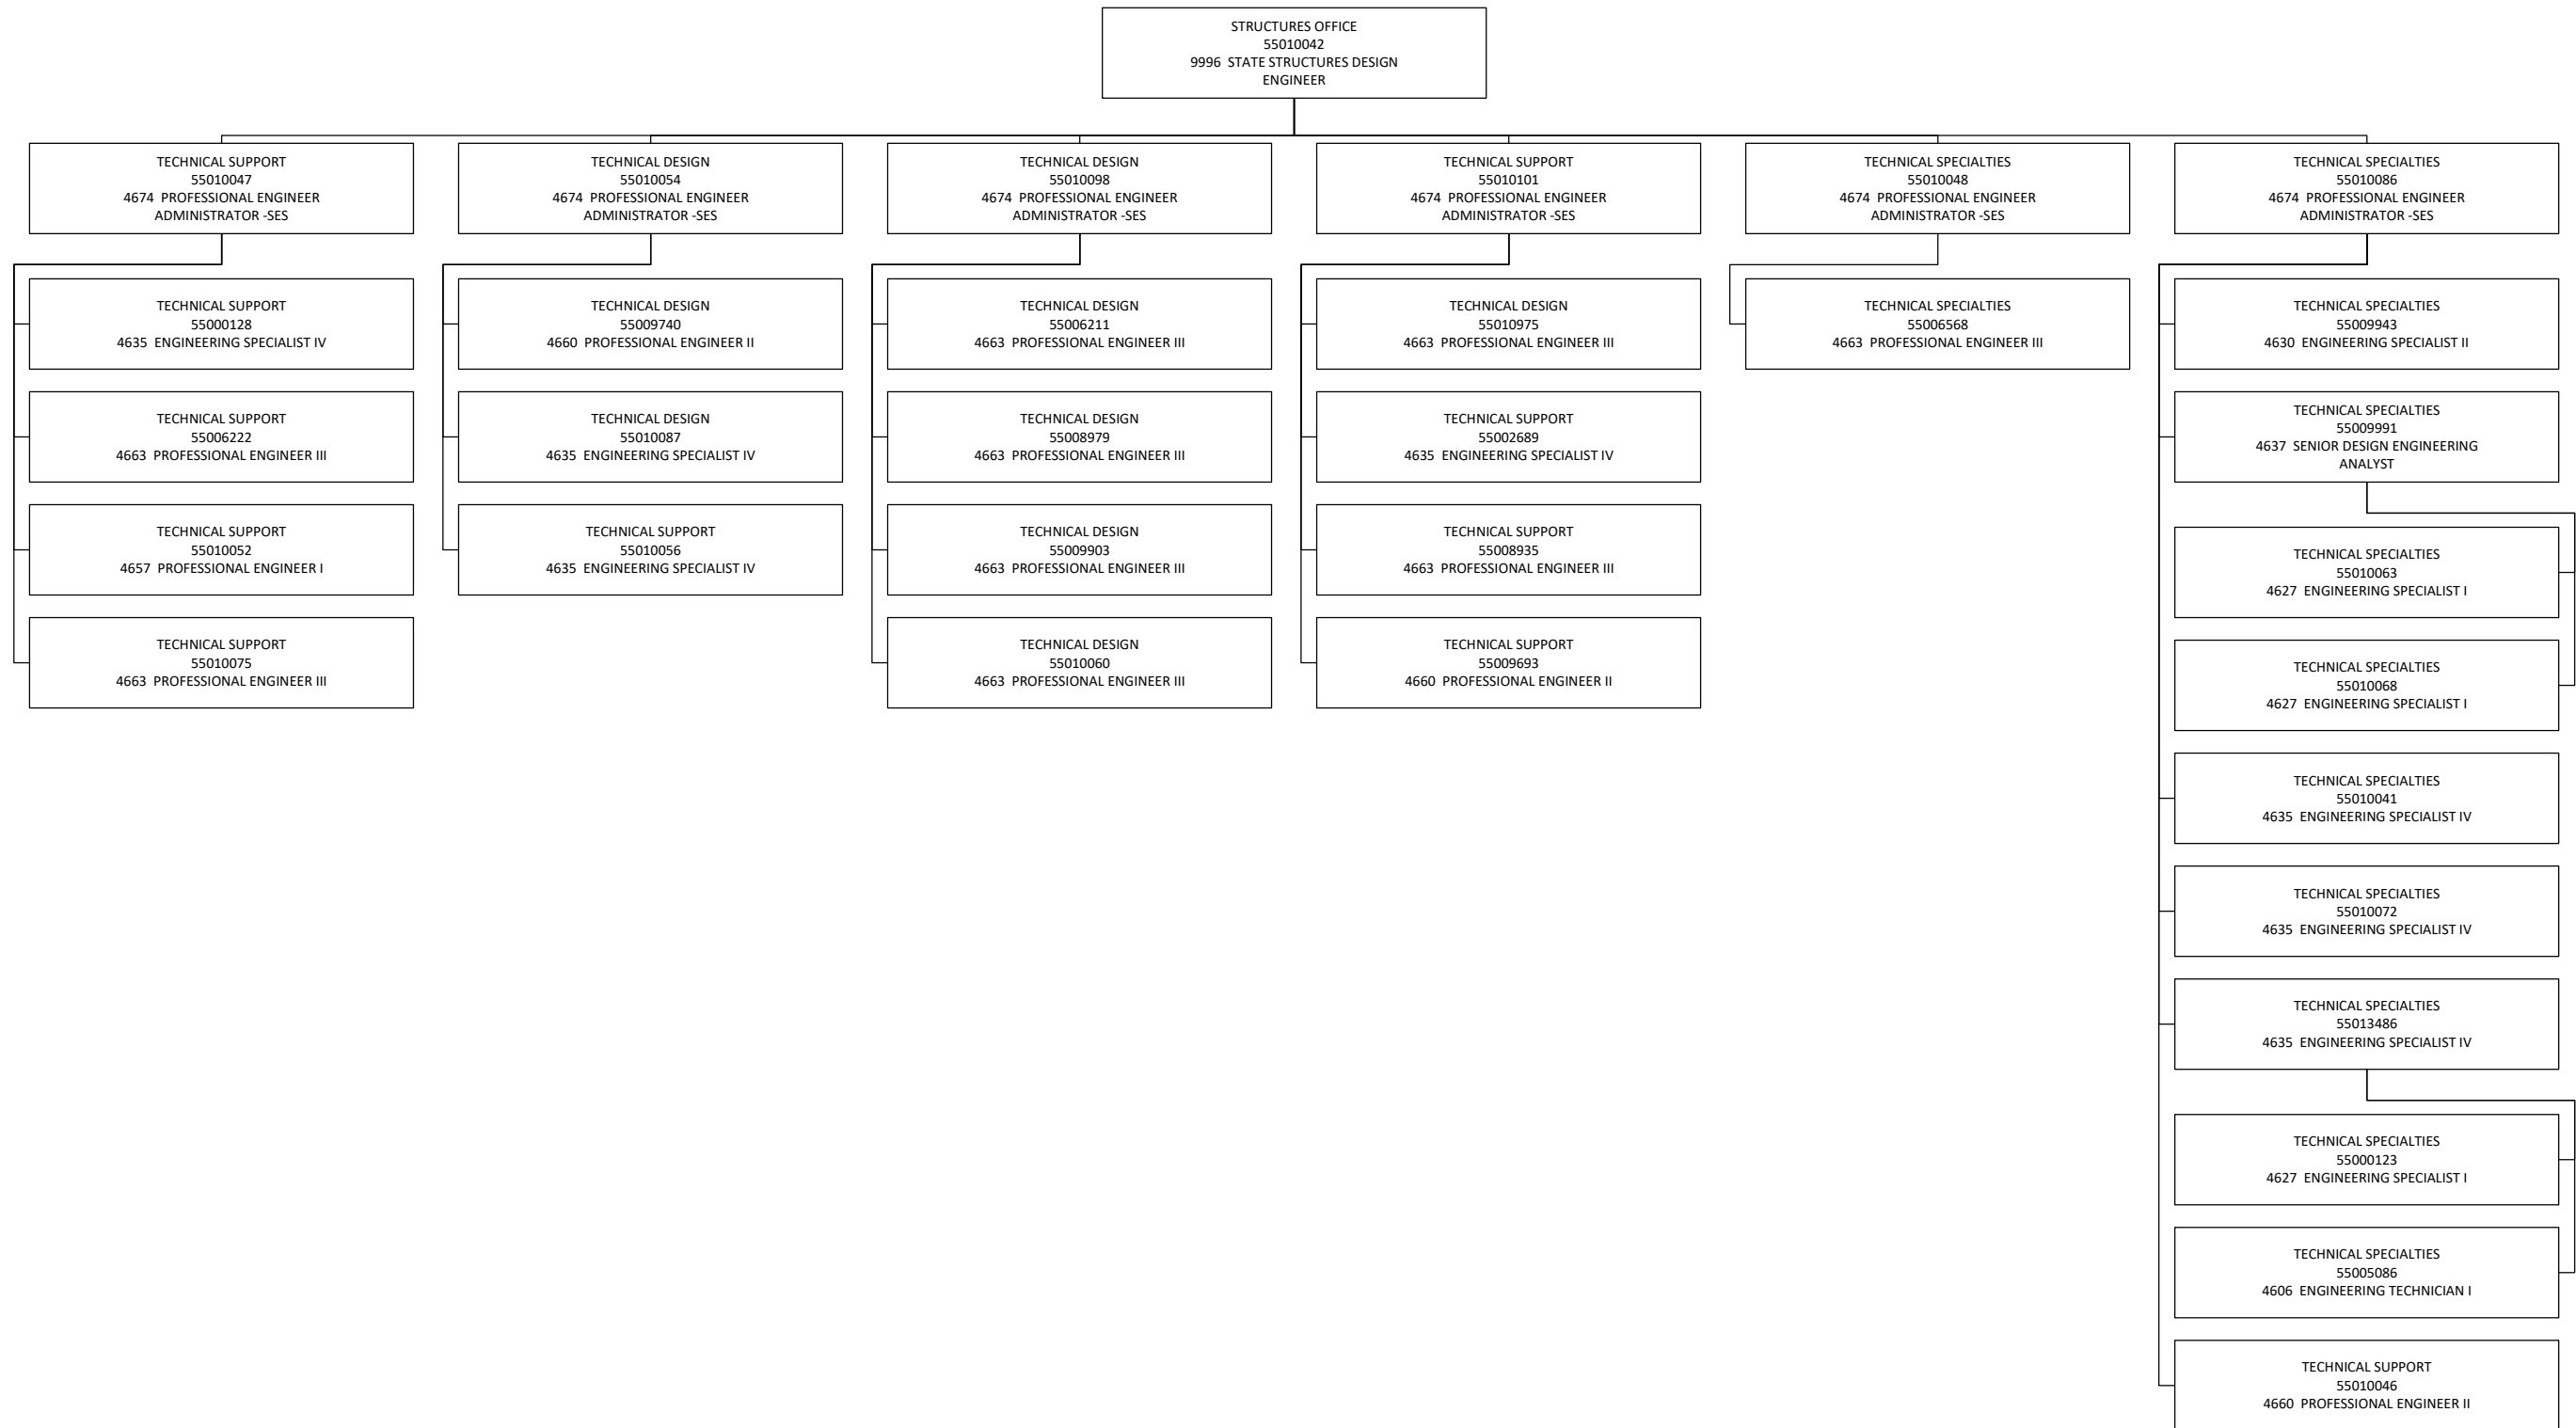 STRUCTURES OFFICE
55010042
9996 STATE STRUCTURES DESIGN
ENGINEER
TECHNICAL SUPPORT
55010047
4674 PROFESSIONAL ENGINEER
ADMINISTRATOR -SES
TECHNICAL SUPPORT
55000128
4635 ENGINEERING SPECIALIST IV
TECHNICAL SUPPORT
55006222
4663 PROFESSIONAL ENGINEER III
TECHNICAL SUPPORT
55010052
4657 PROFESSIONAL ENGINEER I
TECHNICAL SUPPORT
55010075
4663 PROFESSIONAL ENGINEER III
TECHNICAL DESIGN
55010054
4674 PROFESSIONAL ENGINEER
ADMINISTRATOR -SES
TECHNICAL DESIGN
55009740
4660 PROFESSIONAL ENGINEER II
TECHNICAL DESIGN
55010087
4635 ENGINEERING SPECIALIST IV
TECHNICAL SUPPORT
55010056
4635 ENGINEERING SPECIALIST IV
TECHNICAL DESIGN
55010098
4674 PROFESSIONAL ENGINEER
ADMINISTRATOR -SES
TECHNICAL DESIGN
55006211
4663 PROFESSIONAL ENGINEER III
TECHNICAL DESIGN
55008979
4663 PROFESSIONAL ENGINEER III
TECHNICAL DESIGN
55009903
4663 PROFESSIONAL ENGINEER III
TECHNICAL DESIGN
55010060
4663 PROFESSIONAL ENGINEER III
TECHNICAL SUPPORT
55010101
4674 PROFESSIONAL ENGINEER
ADMINISTRATOR -SES
TECHNICAL DESIGN
55010975
4663 PROFESSIONAL ENGINEER III
TECHNICAL SUPPORT
55002689
4635 ENGINEERING SPECIALIST IV
TECHNICAL SUPPORT
55008935
4663 PROFESSIONAL ENGINEER III
TECHNICAL SUPPORT
55009693
4660 PROFESSIONAL ENGINEER II
TECHNICAL SPECIALTIES
55010048
4674 PROFESSIONAL ENGINEER
ADMINISTRATOR -SES
TECHNICAL SPECIALTIES
55006568
4663 PROFESSIONAL ENGINEER III
TECHNICAL SPECIALTIES
55010086
4674 PROFESSIONAL ENGINEER
ADMINISTRATOR -SES
TECHNICAL SPECIALTIES
55009943
4630 ENGINEERING SPECIALIST II
TECHNICAL SPECIALTIES
55009991
4637 SENIOR DESIGN ENGINEERING
ANALYST
TECHNICAL SPECIALTIES
55010063
4627 ENGINEERING SPECIALIST I
TECHNICAL SPECIALTIES
55010068
4627 ENGINEERING SPECIALIST I
TECHNICAL SPECIALTIES
55010041
4635 ENGINEERING SPECIALIST IV
TECHNICAL SPECIALTIES
55010072
4635 ENGINEERING SPECIALIST IV
TECHNICAL SPECIALTIES
55013486
4635 ENGINEERING SPECIALIST IV
TECHNICAL SPECIALTIES
55000123
4627 ENGINEERING SPECIALIST I
TECHNICAL SPECIALTIES
55005086
4606 ENGINEERING TECHNICIAN I
TECHNICAL SUPPORT
55010046
4660 PROFESSIONAL ENGINEER II